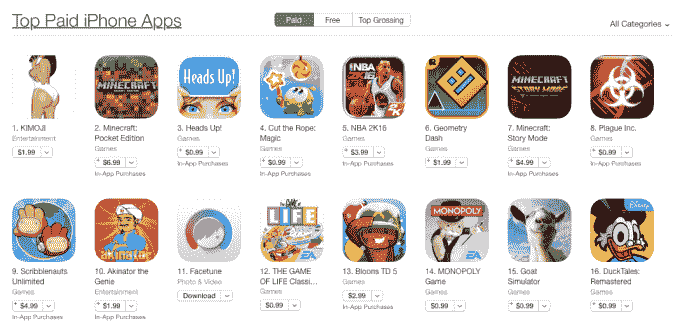 Top Paid iPhone Apps
Paid Free Top Grossing
All Categories
MINECRAFT
Heads Up!
NBA
2K16
2K
MINECRAFT
STORY MODE
1. KIMOJI
Entertainment
$1.99
2. Minecraft:
Pocket Edition
Games
+ $6.99
In-App Purchases
3. Heads Up!
Games
+ $0.99
In-App Purchases
4. Cut the Rope:
Magic
Games
+ $0.99
In-App Purchases
5. NBA 2K16
Games
+ $3.99
In-App Purchases
6. Geometry
Dash
Games
+ $1.99
7. Minecraft:
Story Mode
Games
+ $4.99
In-App Purchases
8. Plague Inc.
Games
+ $0.99
In-App Purchases
akinator
THE GAME OF
LIFE
EA
MONOPOLY
EA
Disney
9. Scribblenauts
Unlimited
Games
+ $4.99
In-App Purchases
10. Akinator the
Genie
Entertainment
+ $1.99
In-App Purchases
11. Facetune
Photo & Video
Download
12. THE GAME
OF LIFE Classi...
Games
$0.99
13. Bloons TD 5
Games
$2.99
In-App Purchases
14. MONOPOLY
Game
Games
$0.99
15. Goat
Simulator
Games
+ $0.99
16. DuckTales:
Remastered
Games
+ $0.99